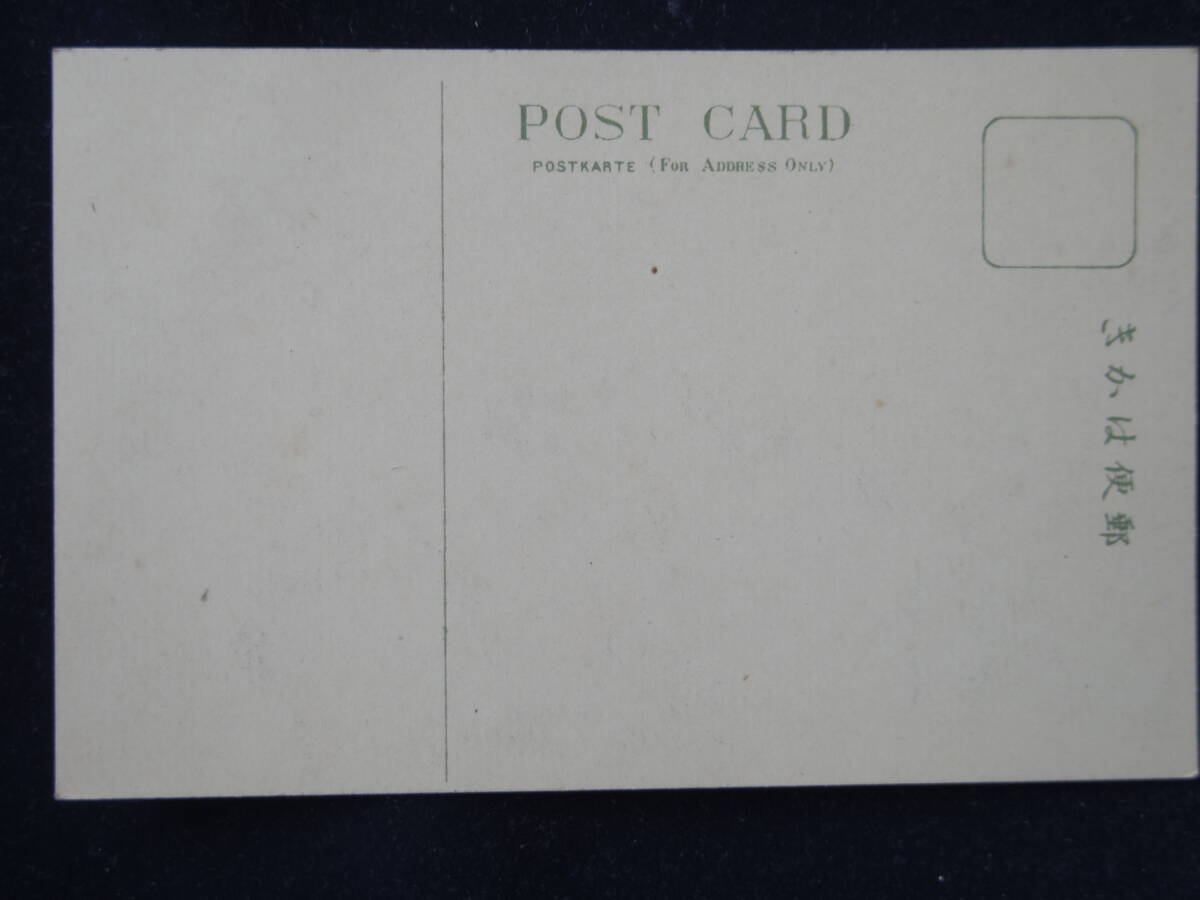 POST CARD
POSTKARTE (FOR ADDRESS ONLY)
きかは便郵